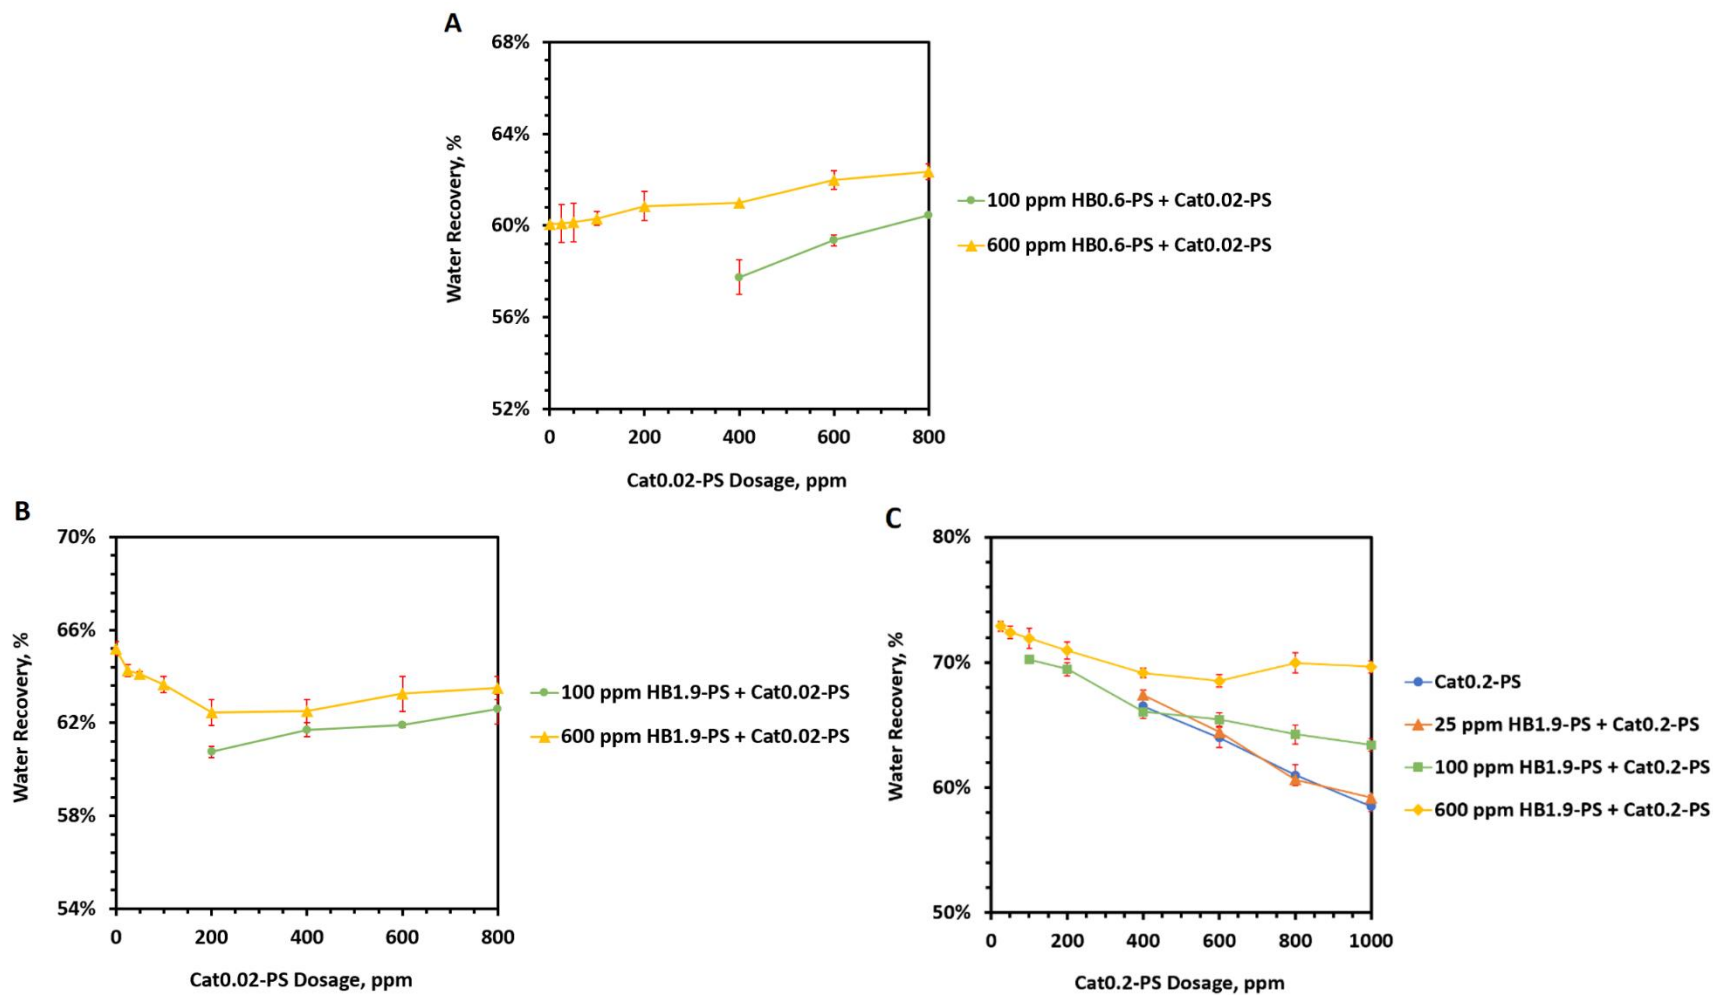 A
68%
64%
60%
56%
52%
Water Recovery, %
0 200 400 600 800
Cat0.02-PS Dosage, ppm
100 ppm HB0.6-PS + Cat0.02-PS
600 ppm HB0.6-PS + Cat0.02-PS
B
70%
66%
62%
58%
54%
Water Recovery, %
0 200 400 600 800
Cat0.02-PS Dosage, ppm
100 ppm HB1.9-PS + Cat0.02-PS
600 ppm HB1.9-PS + Cat0.02-PS
C
80%
70%
60%
50%
Water Recovery, %
0 200 400 600 800 1000
Cat0.2-PS Dosage, ppm
Cat0.2-PS
25 ppm HB1.9-PS + Cat0.2-PS
100 ppm HB1.9-PS + Cat0.2-PS
600 ppm HB1.9-PS + Cat0.2-PS